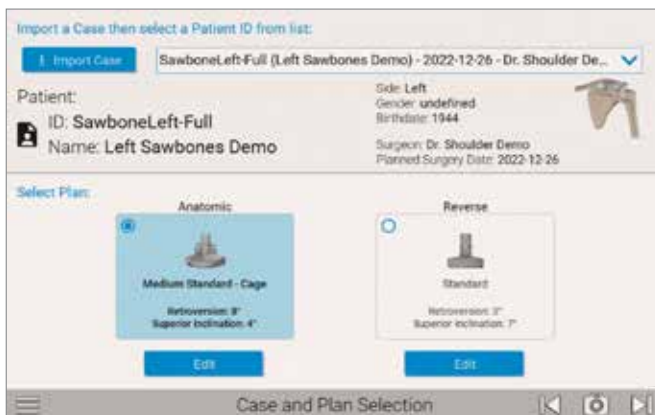 Import a Case then select a Patient ID from list:
Import Case
SawboneLeft-Full (Left Sawbones Demo) - 2022-12-26 - Dr. Shoulder De...
Patient:
ID: SawboneLeft-Full
Name: Left Sawbones Demo
Side: Left
Gender: undefined
Birthdate: 1944
Surgeon: Dr. Shoulder Demo
Planned Surgery Date: 2022-12-26
Select Plan:
Anatomic
Medium Standard - Cage
Retroversion: 8°
Superior Inclination: 4°
Edit
Reverse
Standard
Retroversion: 3°
Superior Inclination: 7°
Edit
Case and Plan Selection